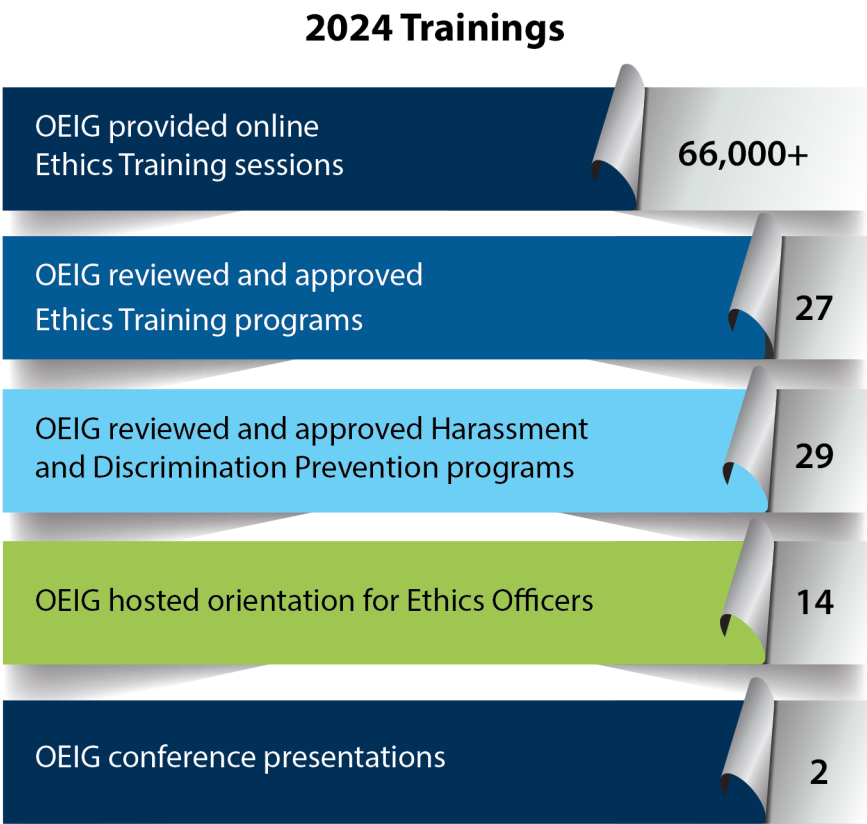 2024 Trainings
OEIG provided online
Ethics Training sessions
66,000+
OEIG reviewed and approved
Ethics Training programs
27
OEIG reviewed and approved Harassment
and Discrimination Prevention programs
29
OEIG hosted orientation for Ethics Officers
14
OEIG conference presentations
2